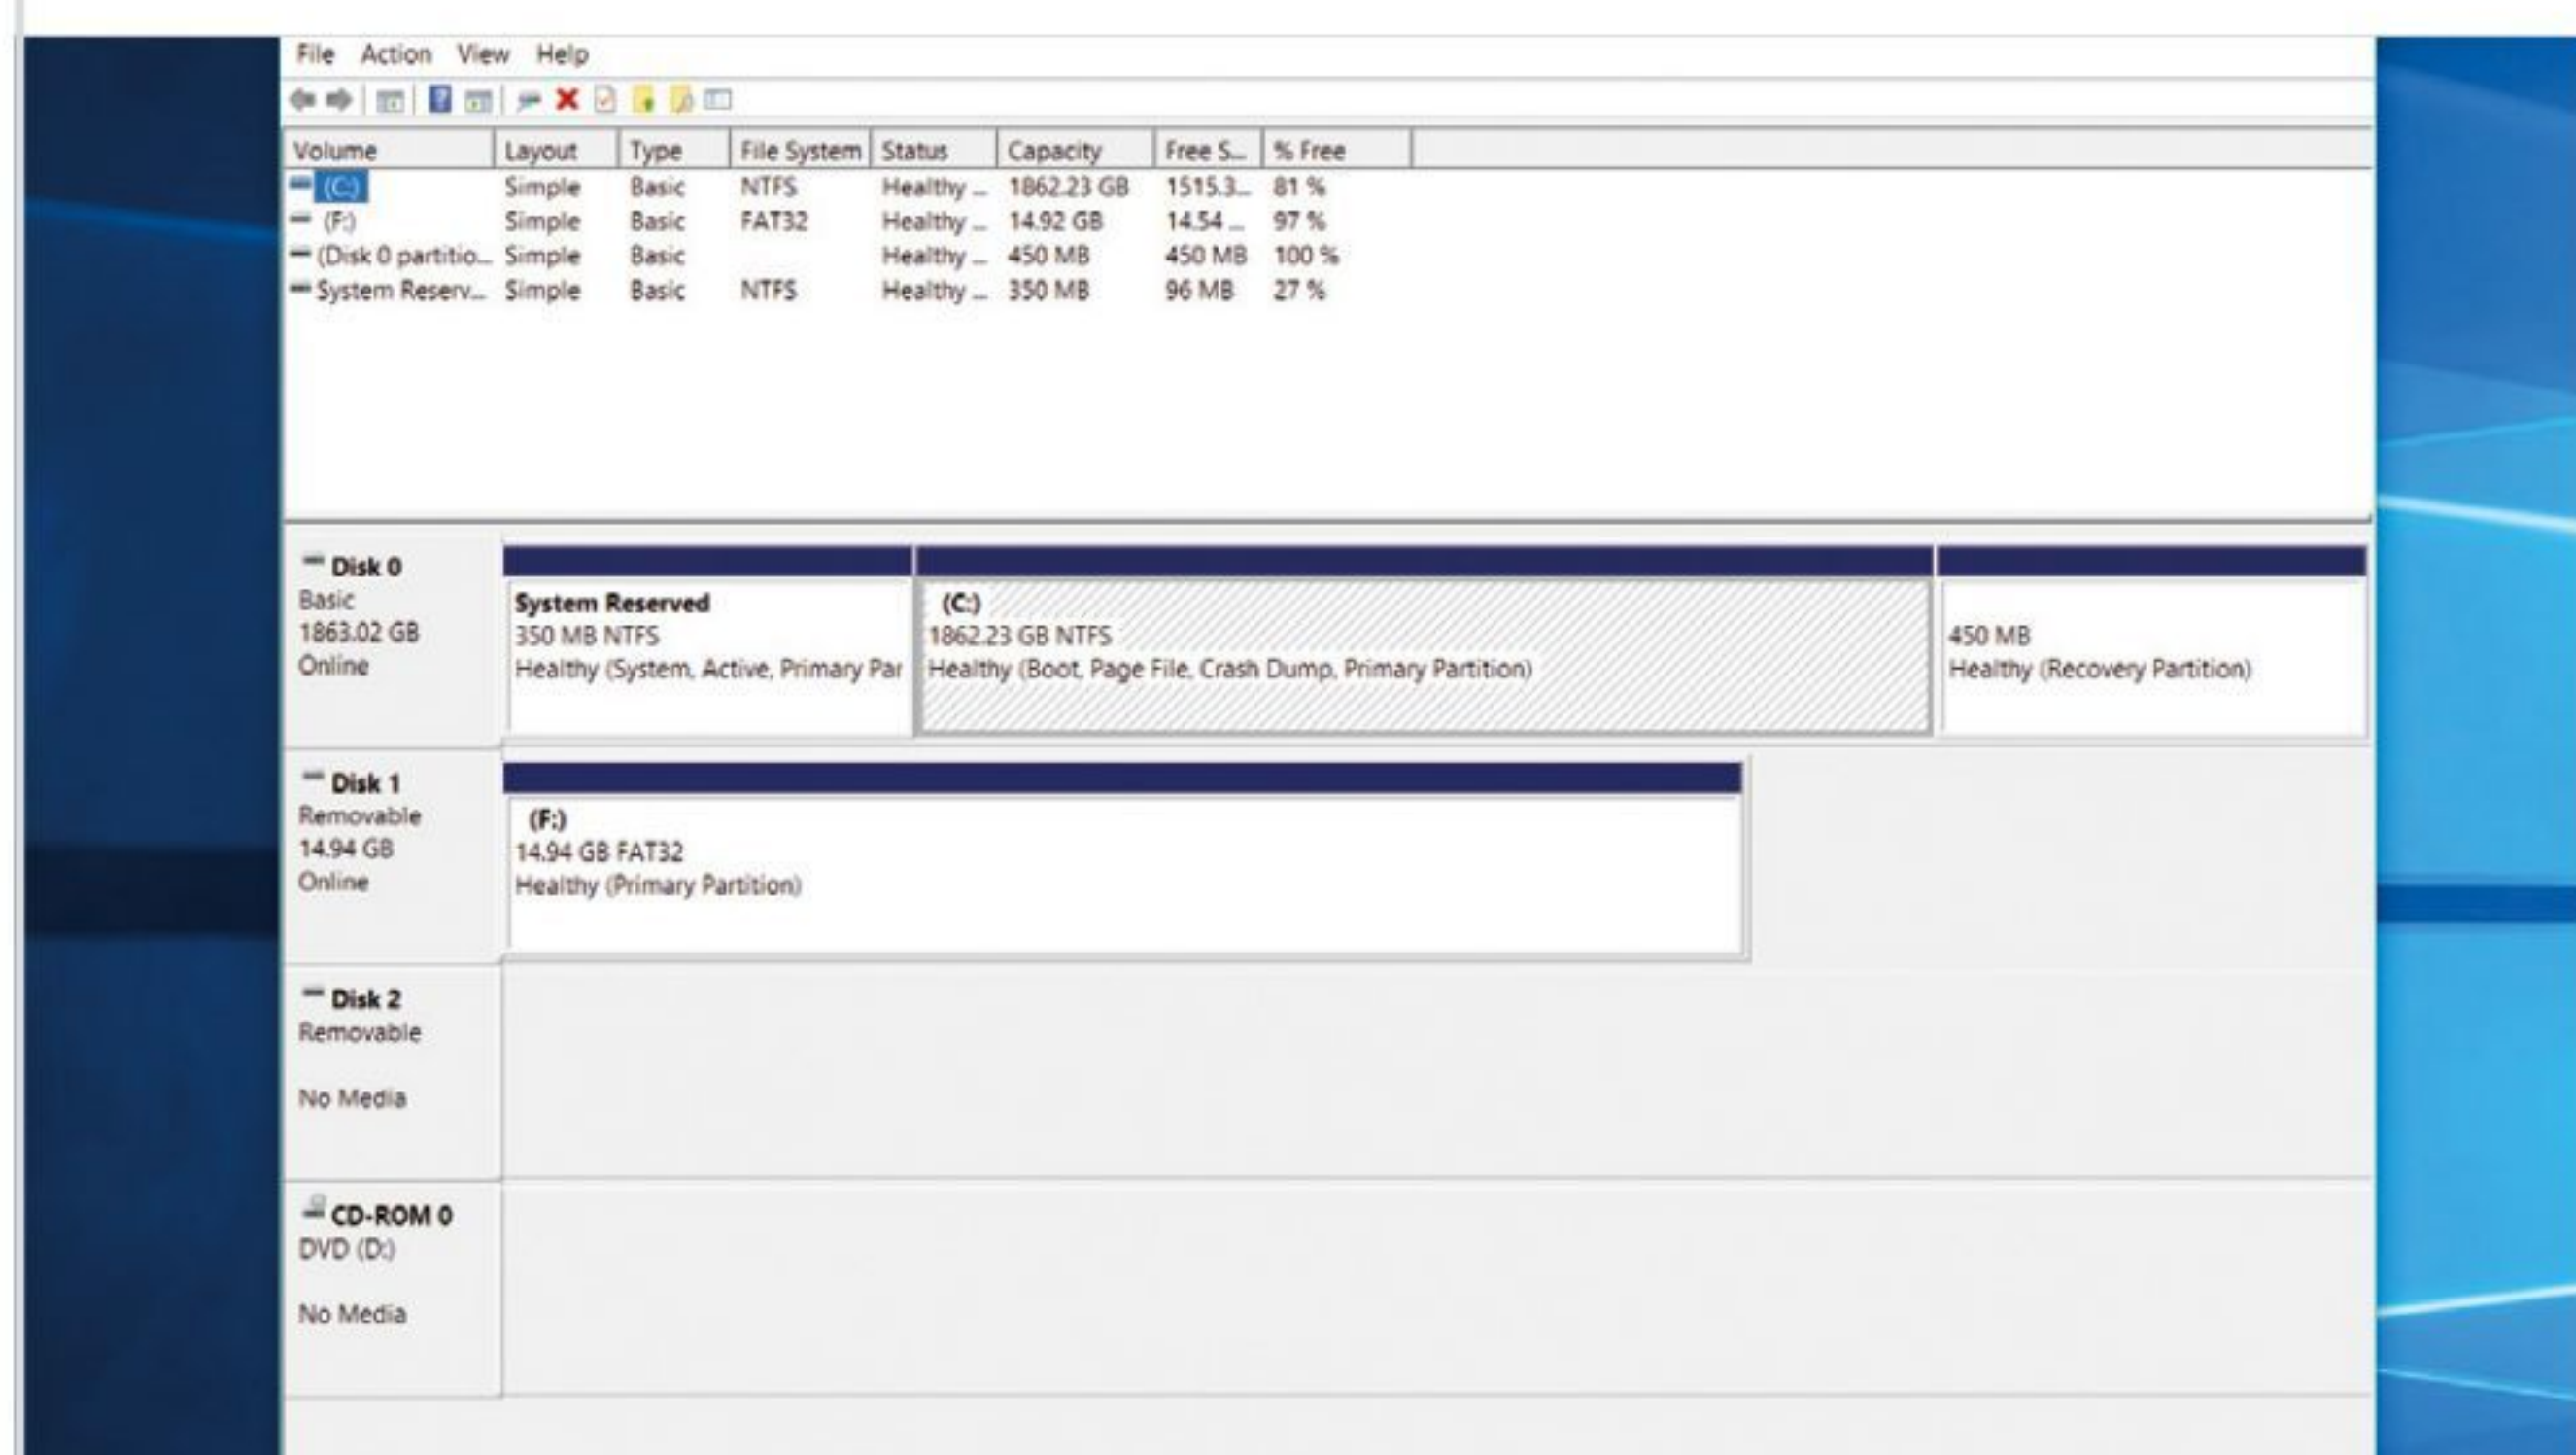 File Action View Help
Volume Layout Type File System Status Capacity Free S... % Free
(C:) Simple Basic NTFS Healthy ... 1862.23 GB 1515.3... 81 %
(F:) Simple Basic FAT32 Healthy ... 14.92 GB 14.54 ... 97 %
(Disk 0 partitio... Simple Basic Healthy ... 450 MB 450 MB 100 %
System Reserv... Simple Basic NTFS Healthy ... 350 MB 96 MB 27 %
Disk 0
Basic
1863.02 GB
Online
System Reserved
350 MB NTFS
Healthy (System, Active, Primary Par
(C:)
1862.23 GB NTFS
Healthy (Boot, Page File, Crash Dump, Primary Partition)
450 MB
Healthy (Recovery Partition)
Disk 1
Removable
14.94 GB
Online
(F:)
14.94 GB FAT32
Healthy (Primary Partition)
Disk 2
Removable
No Media
CD-ROM 0
DVD (D:)
No Media